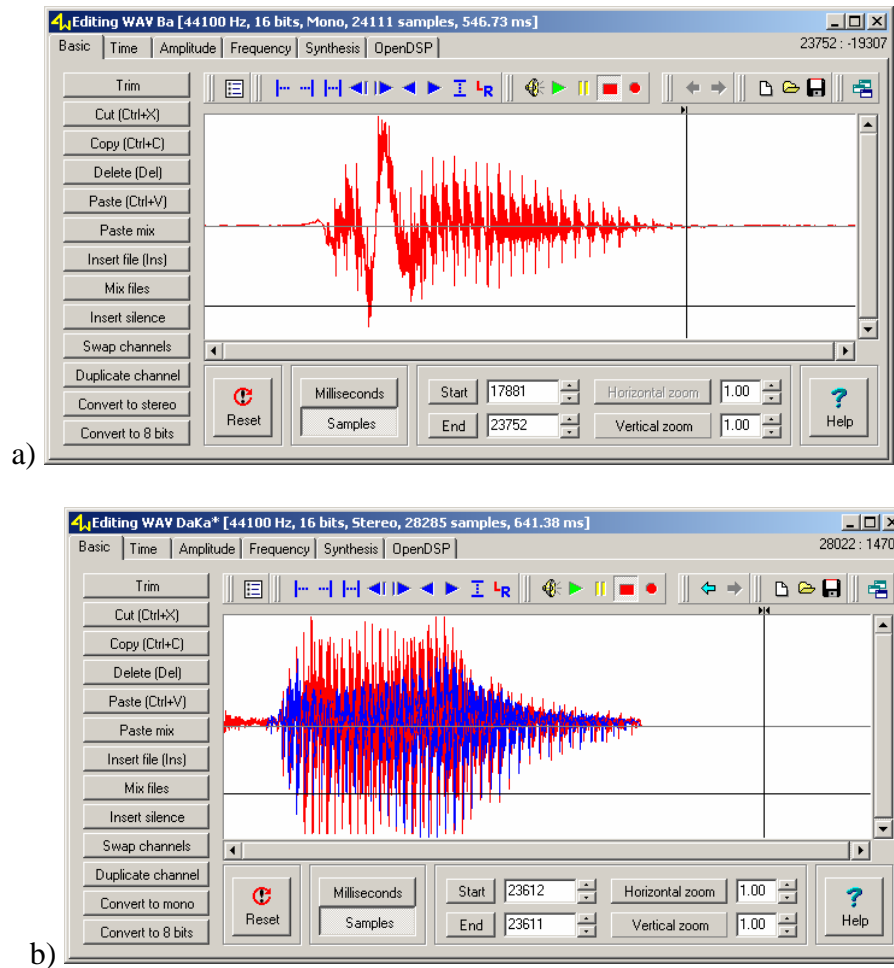 Editing WAV Ba [44100 Hz, 16 bits, Mono, 24111 samples, 546.73 ms]
Basic Time Amplitude Frequency Synthesis OpenDSP 23752 : -19307
Trim
Cut (Ctrl+X)
Copy (Ctrl+C)
Delete (Del)
Paste (Ctrl+V)
Paste mix
Insert file (Ins)
Mix files
Insert silence
Swap channels
Duplicate channel
Convert to stereo
Convert to 8 bits
LR
Reset
Milliseconds
Samples
Start 17881
End 23752
Horizontal zoom 1.00
Vertical zoom 1.00
? Help
a)
Editing WAV DaKa* [44100 Hz, 16 bits, Stereo, 28285 samples, 641.38 ms]
Basic Time Amplitude Frequency Synthesis OpenDSP 28022 : 1470
Trim
Cut (Ctrl+X)
Copy (Ctrl+C)
Delete (Del)
Paste (Ctrl+V)
Paste mix
Insert file (Ins)
Mix files
Insert silence
Swap channels
Duplicate channel
Convert to mono
Convert to 8 bits
LR
Reset
Milliseconds
Samples
Start 23612
End 23611
Horizontal zoom 1.00
Vertical zoom 1.00
? Help
b)